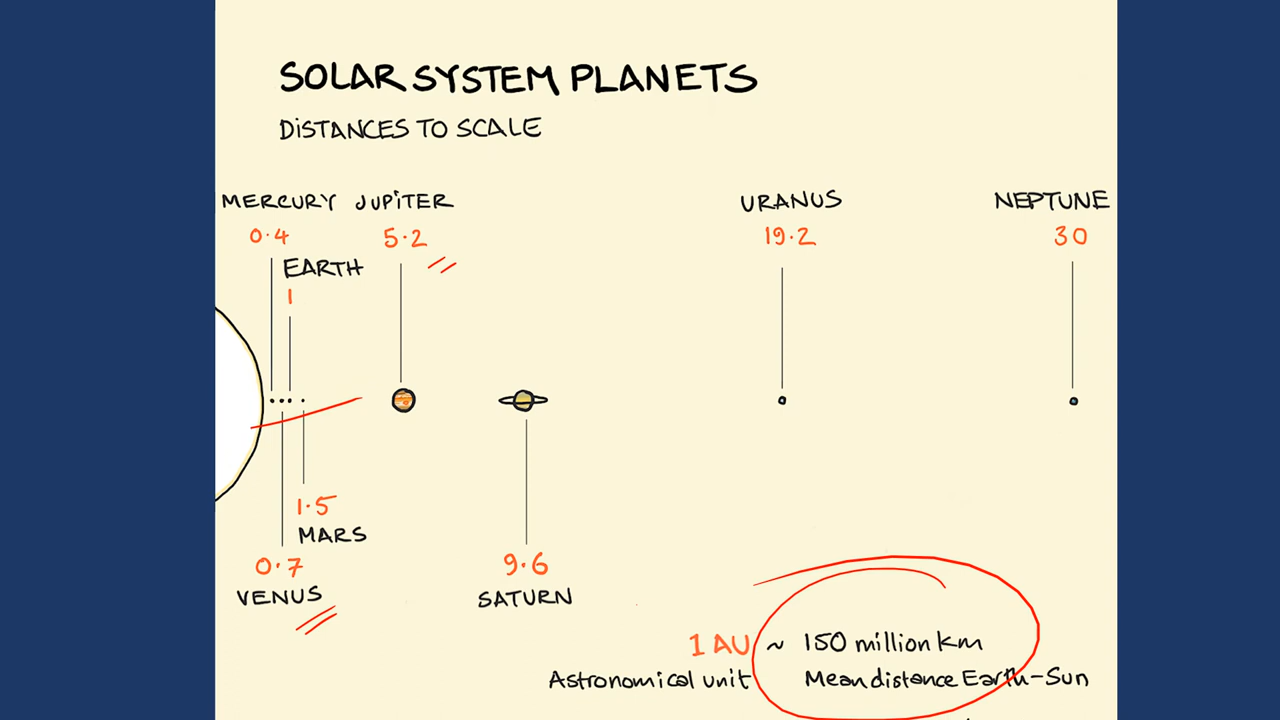 SOLAR SYSTEM PLANETS
DISTANCES TO SCALE
MERCURY JUPITER
0.4 5.2
EARTH
1
URANUS
19.2
NEPTUNE
30
1.5
MARS
0.7
VENUS
9.6
SATURN
1 AU ~ 150 million km
Astronomical unit Mean distance Earth-Sun